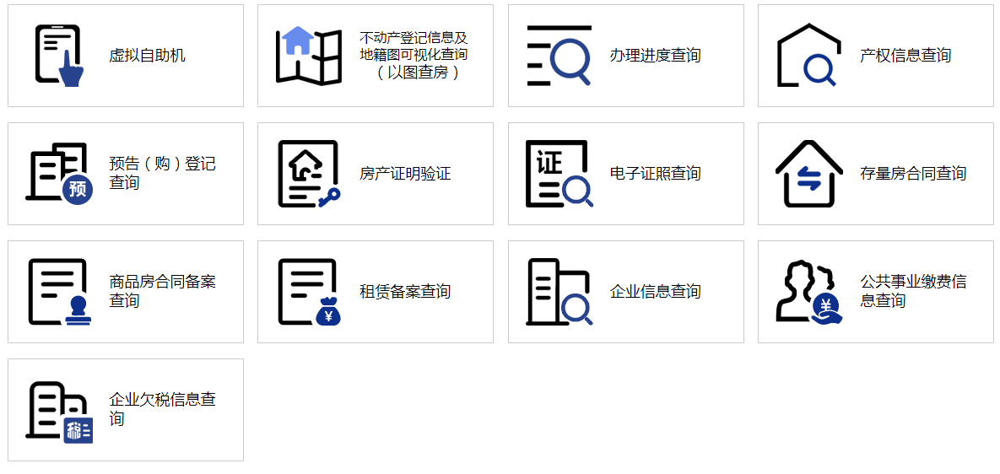 虚拟自助机
不动产登记信息及
地籍图可视化查询
（以图查房）
办理进度查询
产权信息查询
预告（购）登记
查询
预
房产证明验证
证
电子证照查询
存量房合同查询
商品房合同备案
查询
¥
租赁备案查询
企业信息查询
¥
公共事业缴费信
息查询
税
企业欠税信息查
询